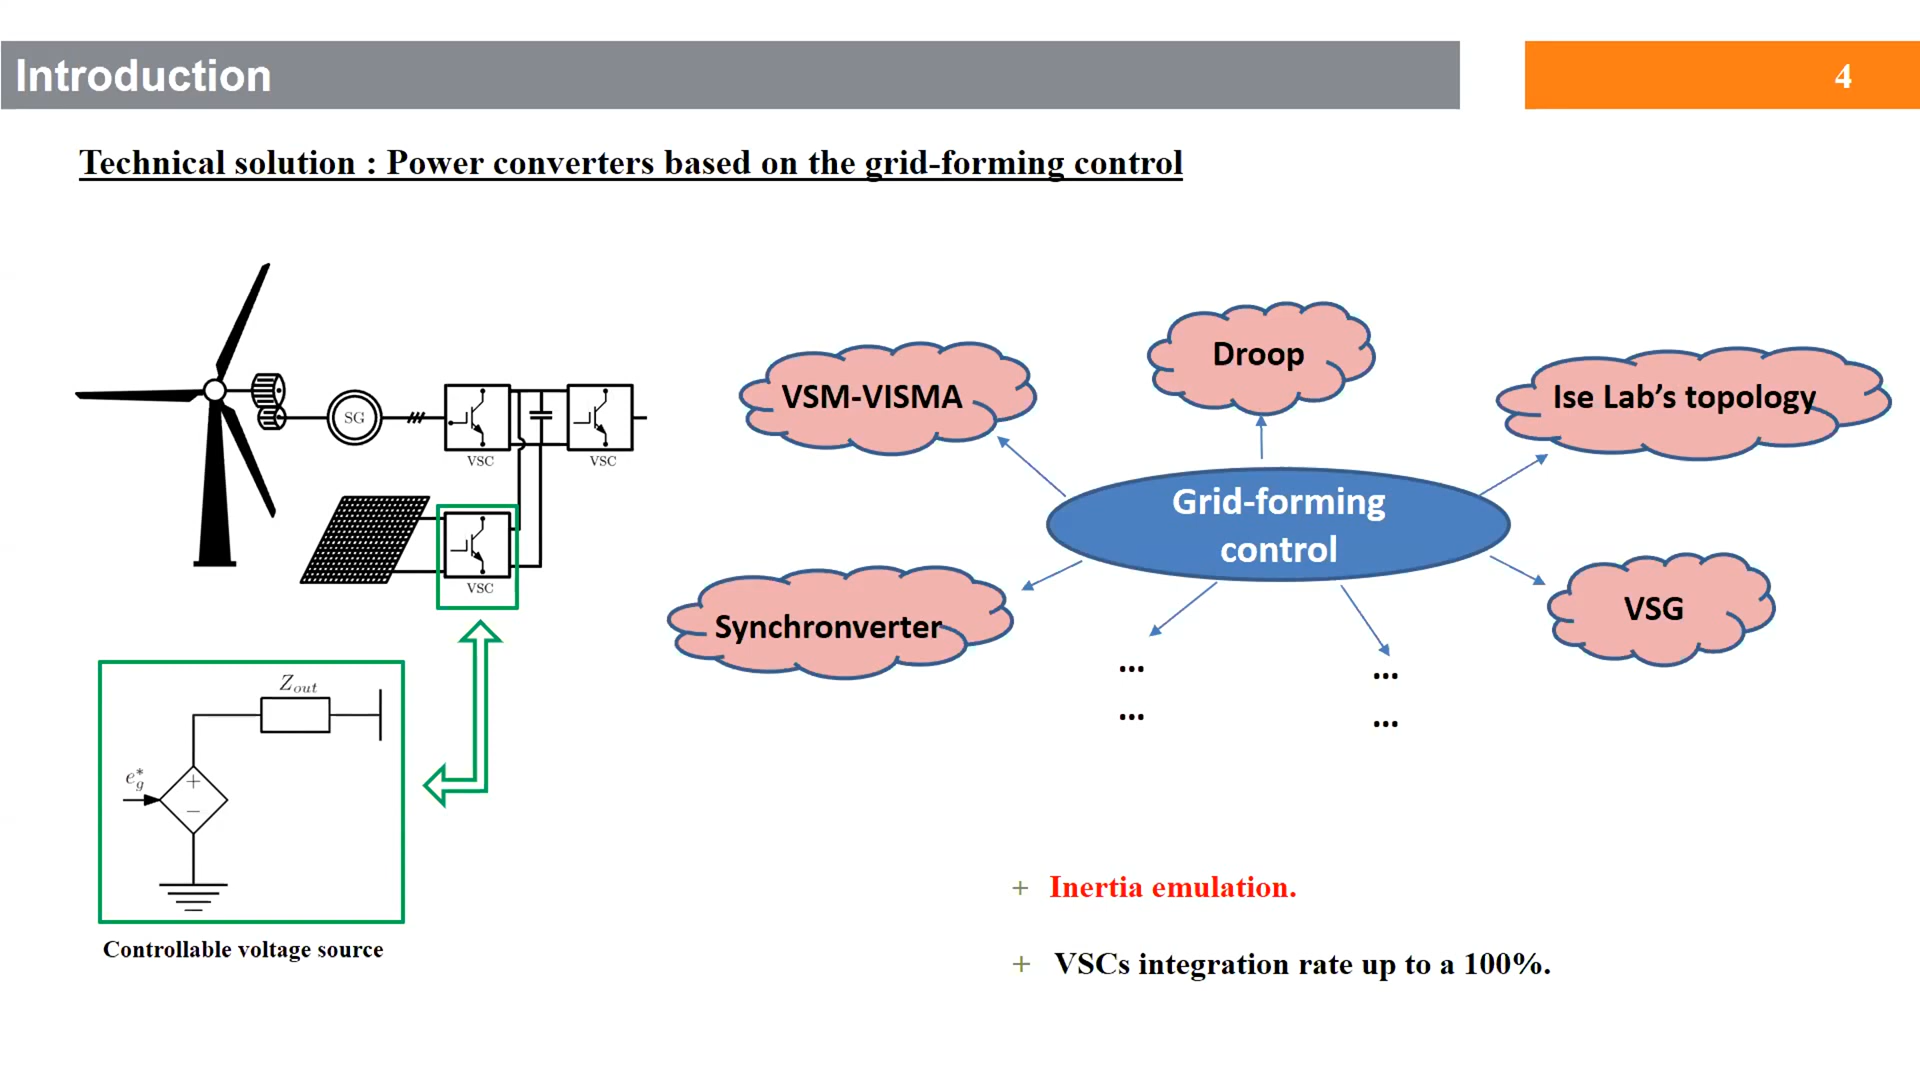 Introduction
4
Technical solution : Power converters based on the grid-forming control
SG
VSC
VSC
VSC
Z_out
e*_g
+
−
Controllable voltage source
Droop
VSM-VISMA
Ise Lab's topology
Grid-forming
control
Synchronverter
VSG
...
...
...
...
+ Inertia emulation.
+ VSCs integration rate up to a 100%.